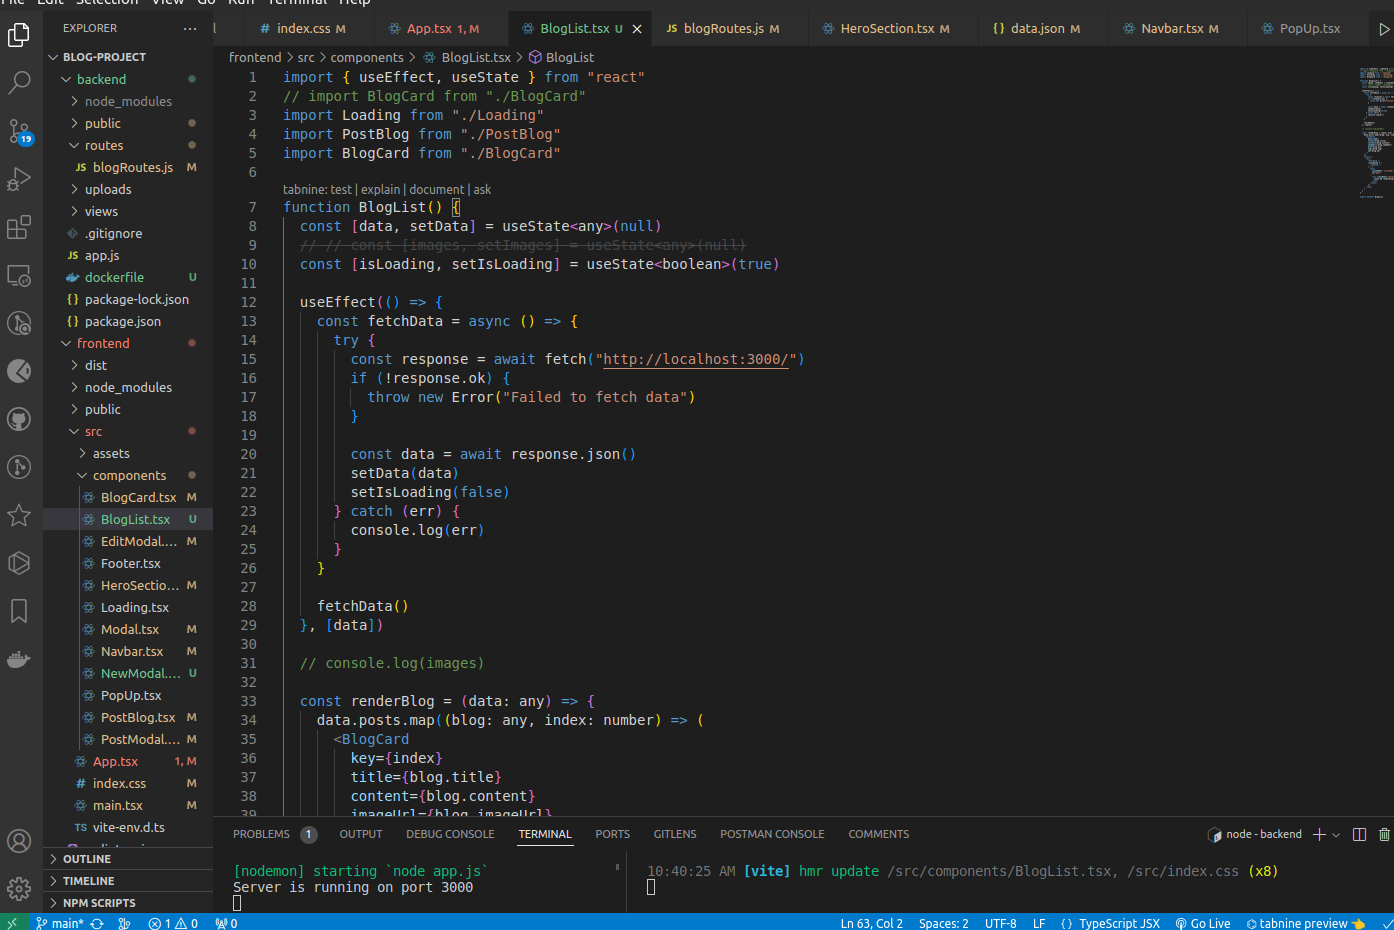 File Edit Selection View Go Run Terminal Help
EXPLORER ···
index.css M
App.tsx 1, M
BlogList.tsx U
JS blogRoutes.js M
HeroSection.tsx M
{} data.json M
Navbar.tsx M
PopUp.tsx
BLOG-PROJECT
backend
node_modules
public
routes
JS blogRoutes.js M
uploads
views
.gitignore
JS app.js
dockerfile U
{} package-lock.json
{} package.json
frontend
dist
node_modules
public
src
assets
components
BlogCard.tsx M
BlogList.tsx U
EditModal.... M
Footer.tsx
HeroSectio... M
Loading.tsx
Modal.tsx M
Navbar.tsx M
NewModal.... U
PopUp.tsx
PostBlog.tsx M
PostModal.... M
App.tsx 1, M
# index.css M
main.tsx M
TS vite-env.d.ts
OUTLINE
TIMELINE
NPM SCRIPTS
19
frontend > src > components > BlogList.tsx > BlogList
1 import { useEffect, useState } from "react"
2 // import BlogCard from "./BlogCard"
3 import Loading from "./Loading"
4 import PostBlog from "./PostBlog"
5 import BlogCard from "./BlogCard"
6
tabnine: test | explain | document | ask
7 function BlogList() {
8 const [data, setData] = useState<any>(null)
9 // // const [images, setImages] = useState<any>(null)
10 const [isLoading, setIsLoading] = useState<boolean>(true)
11
12 useEffect(() => {
13 const fetchData = async () => {
14 try {
15 const response = await fetch("http://localhost:3000/")
16 if (!response.ok) {
17 throw new Error("Failed to fetch data")
18 }
19
20 const data = await response.json()
21 setData(data)
22 setIsLoading(false)
23 } catch (err) {
24 console.log(err)
25 }
26 }
27
28 fetchData()
29 }, [data])
30
31 // console.log(images)
32
33 const renderBlog = (data: any) => {
34 data.posts.map((blog: any, index: number) => (
35 <BlogCard
36 key={index}
37 title={blog.title}
38 content={blog.content}
39 imageUrl={blog.imageUrl}
PROBLEMS 1 OUTPUT DEBUG CONSOLE TERMINAL PORTS GITLENS POSTMAN CONSOLE COMMENTS
node - backend
[nodemon] starting `node app.js`
Server is running on port 3000
10:40:25 AM [vite] hmr update /src/components/BlogList.tsx, /src/index.css (x8)
main* 1 0 0
Ln 63, Col 2 Spaces: 2 UTF-8 LF {} TypeScript JSX Go Live tabnine preview